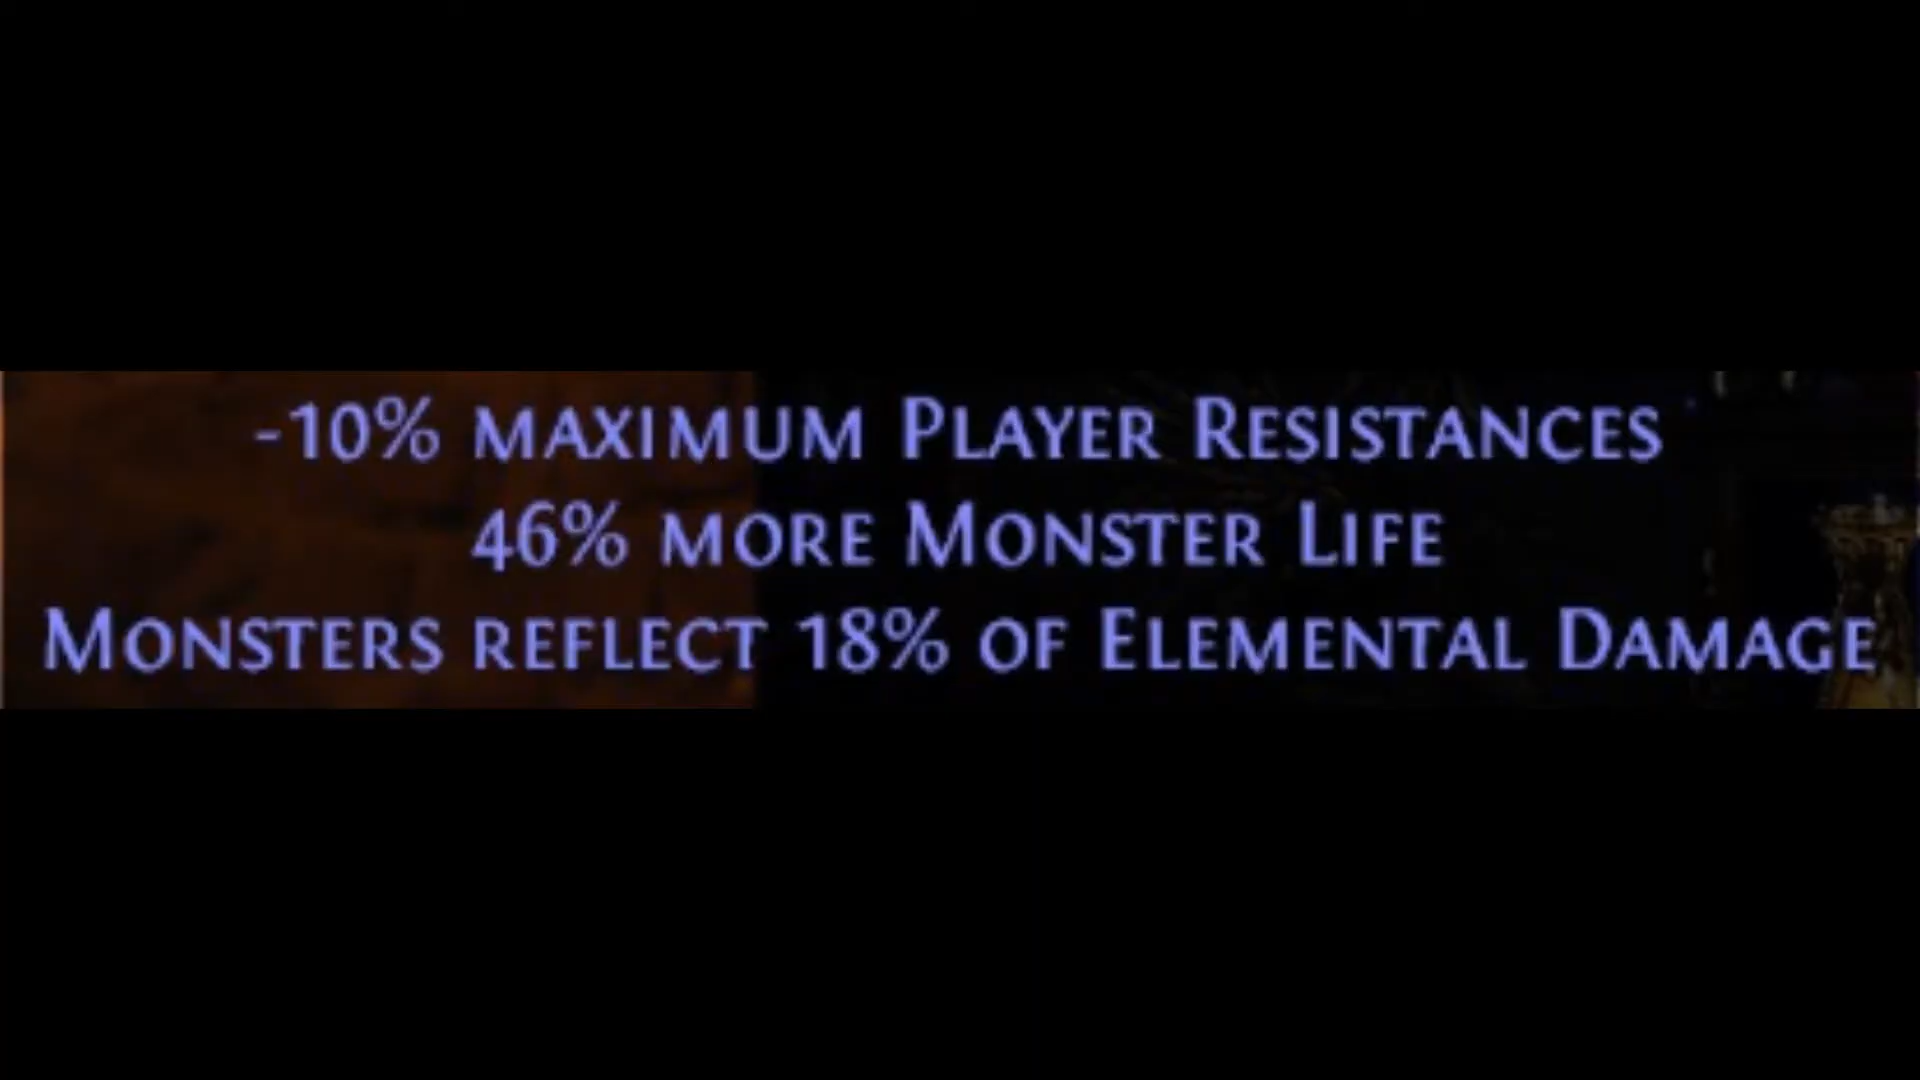 -10% maximum Player Resistances
46% more Monster Life
Monsters reflect 18% of Elemental Damage